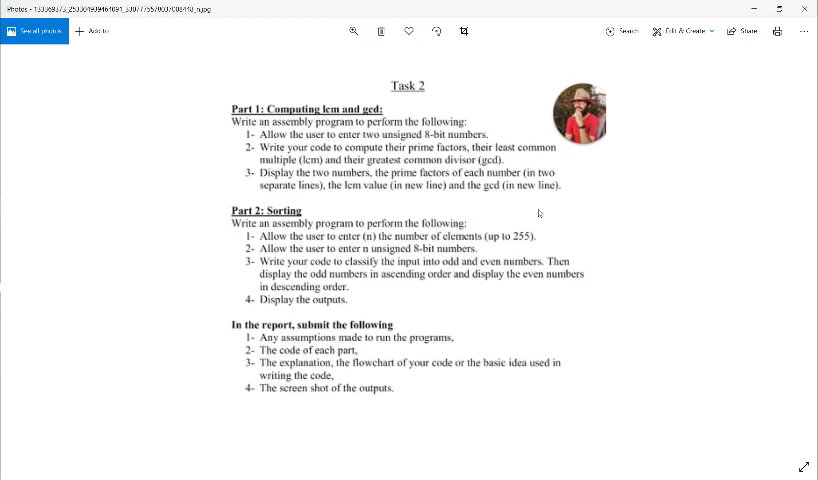 Photos - 133369373_253304939464091_3307775578037008448_n.jpg
See all photos
Add to
Search
Edit & Create
Share
Task 2
Part 1: Computing lcm and gcd:
Write an assembly program to perform the following:
1- Allow the user to enter two unsigned 8-bit numbers.
2- Write your code to compute their prime factors, their least common
multiple (lcm) and their greatest common divisor (gcd).
3- Display the two numbers, the prime factors of each number (in two
separate lines), the lcm value (in new line) and the gcd (in new line).
Part 2: Sorting
Write an assembly program to perform the following:
1- Allow the user to enter (n) the number of elements (up to 255).
2- Allow the user to enter n unsigned 8-bit numbers.
3- Write your code to classify the input into odd and even numbers. Then
display the odd numbers in ascending order and display the even numbers
in descending order.
4- Display the outputs.
In the report, submit the following
1- Any assumptions made to run the programs,
2- The code of each part,
3- The explanation, the flowchart of your code or the basic idea used in
writing the code,
4- The screen shot of the outputs.